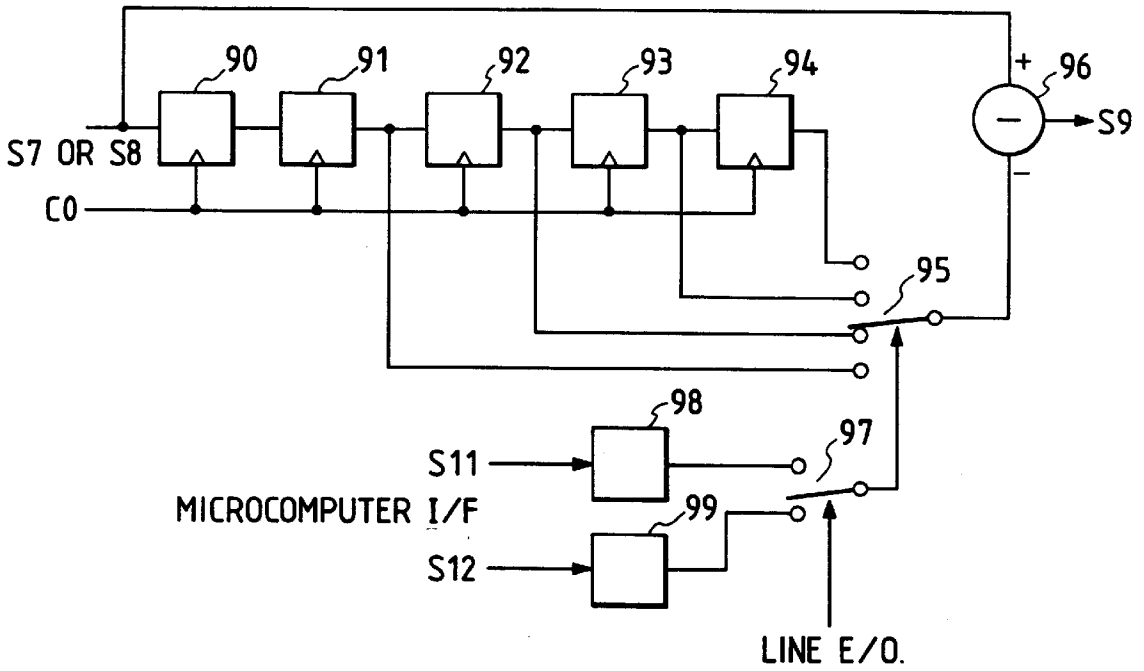 90 91 92 93 94
+ 96
− S9
S7 OR S8
−
C0
95
98
S11
97
MICROCOMPUTER I/F
99
S12
LINE E/O.